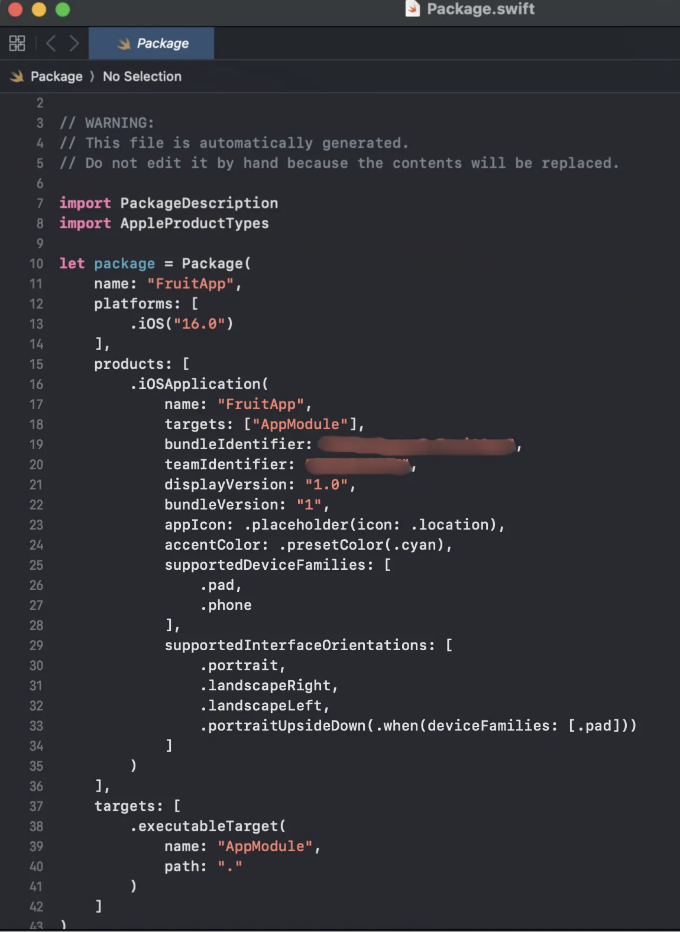 Package.swift
Package
Package 〉 No Selection
2
3 // WARNING:
4 // This file is automatically generated.
5 // Do not edit it by hand because the contents will be replaced.
6
7 import PackageDescription
8 import AppleProductTypes
9
10 let package = Package(
11     name: "FruitApp",
12     platforms: [
13         .iOS("16.0")
14     ],
15     products: [
16         .iOSApplication(
17             name: "FruitApp",
18             targets: ["AppModule"],
19             bundleIdentifier: ",
20             teamIdentifier: ",
21             displayVersion: "1.0",
22             bundleVersion: "1",
23             appIcon: .placeholder(icon: .location),
24             accentColor: .presetColor(.cyan),
25             supportedDeviceFamilies: [
26                 .pad,
27                 .phone
28             ],
29             supportedInterfaceOrientations: [
30                 .portrait,
31                 .landscapeRight,
32                 .landscapeLeft,
33                 .portraitUpsideDown(.when(deviceFamilies: [.pad]))
34             ]
35         )
36     ],
37     targets: [
38         .executableTarget(
39             name: "AppModule",
40             path: "."
41         )
42     ]
43 )